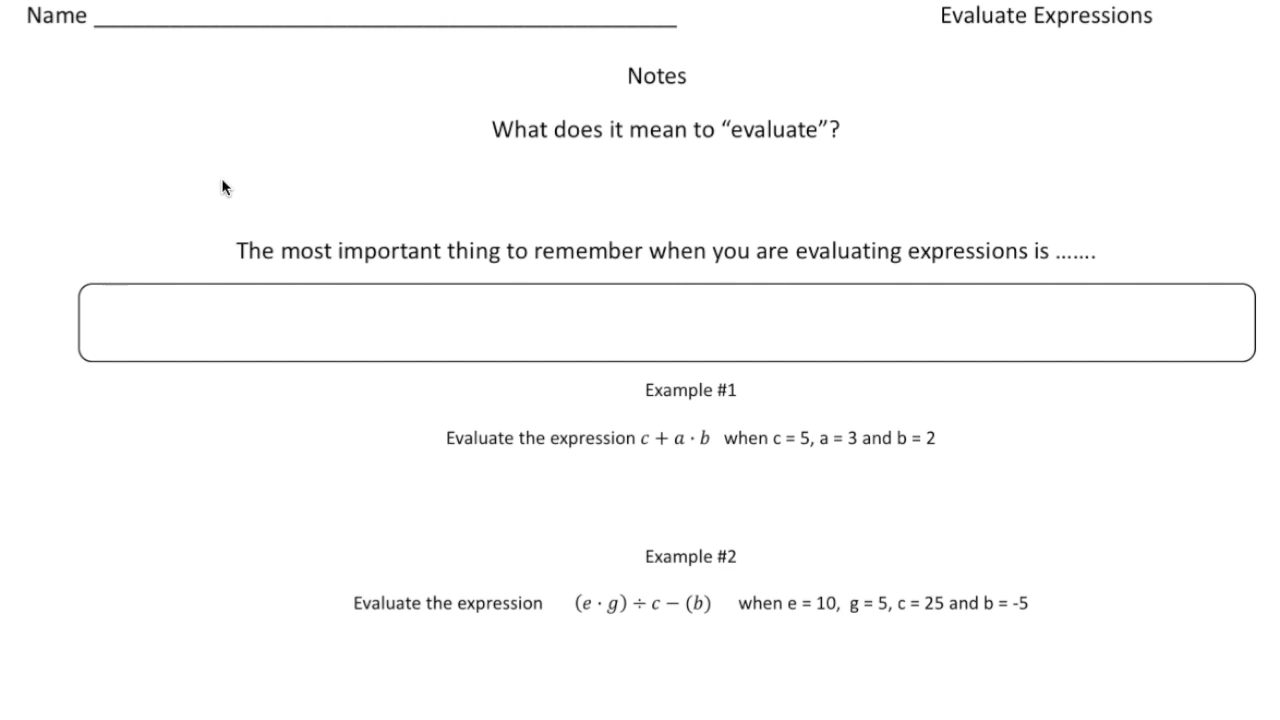 Name ________________________________________________ Evaluate Expressions
Notes
What does it mean to “evaluate”?
The most important thing to remember when you are evaluating expressions is …….
Example #1
Evaluate the expression c + a · b when c = 5, a = 3 and b = 2
Example #2
Evaluate the expression (e · g) ÷ c − (b) when e = 10, g = 5, c = 25 and b = -5